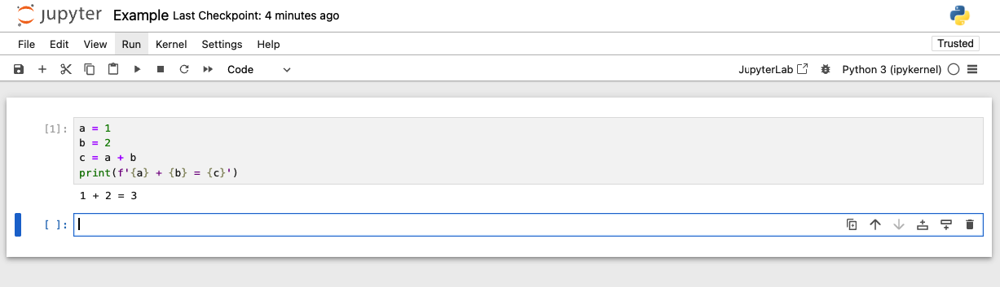 jupyter Example Last Checkpoint: 4 minutes ago
File Edit View Run Kernel Settings Help Trusted
Code JupyterLab Python 3 (ipykernel)
[1]: a = 1
b = 2
c = a + b
print(f'{a} + {b} = {c}')
1 + 2 = 3
[ ]: